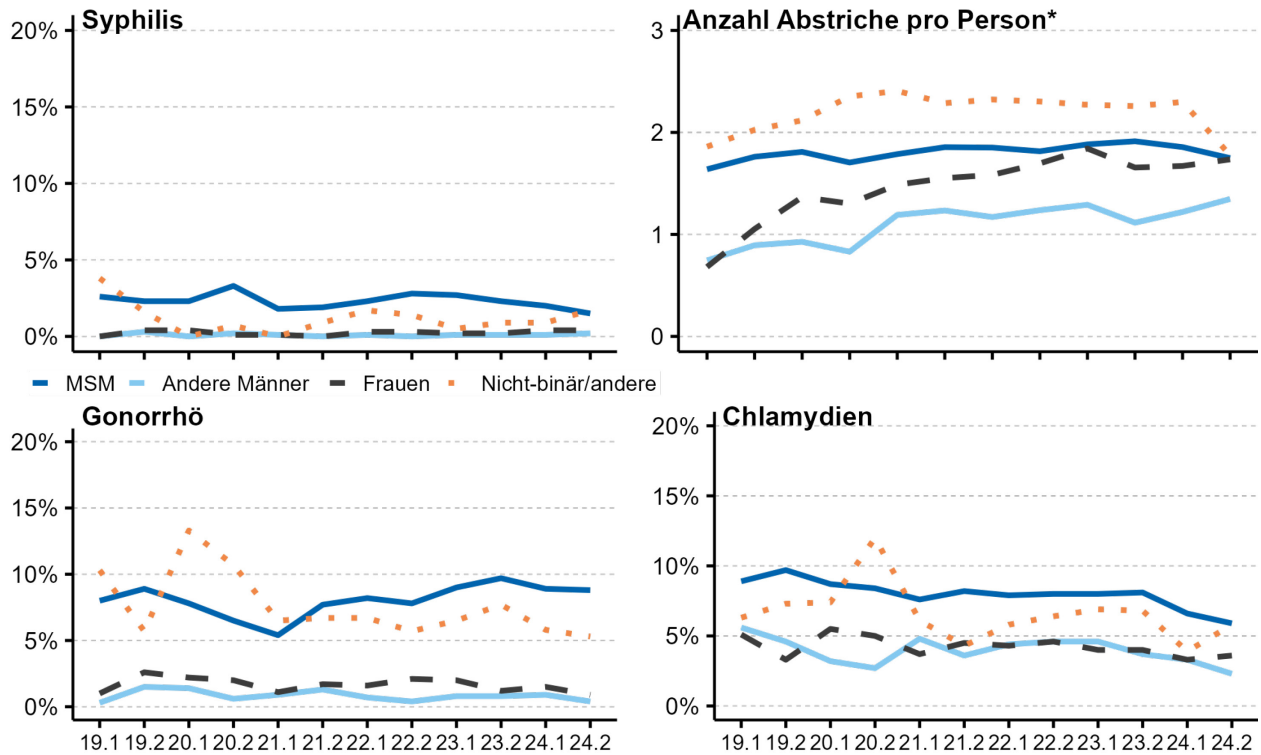 Syphilis
20%
15%
10%
5%
0%
Anzahl Abstriche pro Person*
3
2
1
0
MSM Andere Männer Frauen Nicht-binär/andere
Gonorrhö
20%
15%
10%
5%
0%
19.1 19.2 20.1 20.2 21.1 21.2 22.1 22.2 23.1 23.2 24.1 24.2
Chlamydien
20%
15%
10%
5%
0%
19.1 19.2 20.1 20.2 21.1 21.2 22.1 22.2 23.1 23.2 24.1 24.2